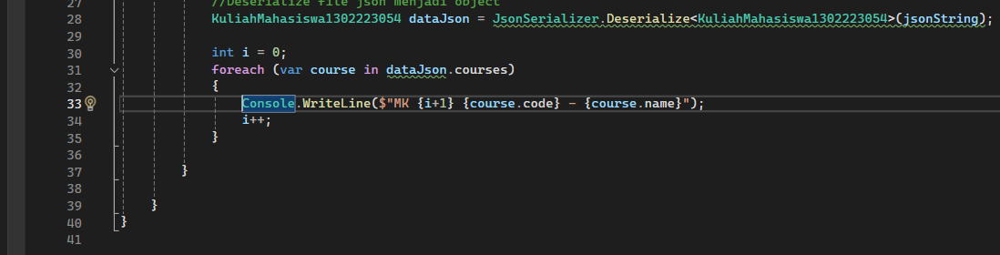 27 //Deserialize file json menjadi object
28 KuliahMahasiswa1302223054 dataJson = JsonSerializer.Deserialize<KuliahMahasiswa1302223054>(jsonString);
29
30 int i = 0;
31 foreach (var course in dataJson.courses)
32 {
33 Console.WriteLine($"MK {i+1} {course.code} - {course.name}");
34 i++;
35 }
36
37 }
38
39 }
40 }
41